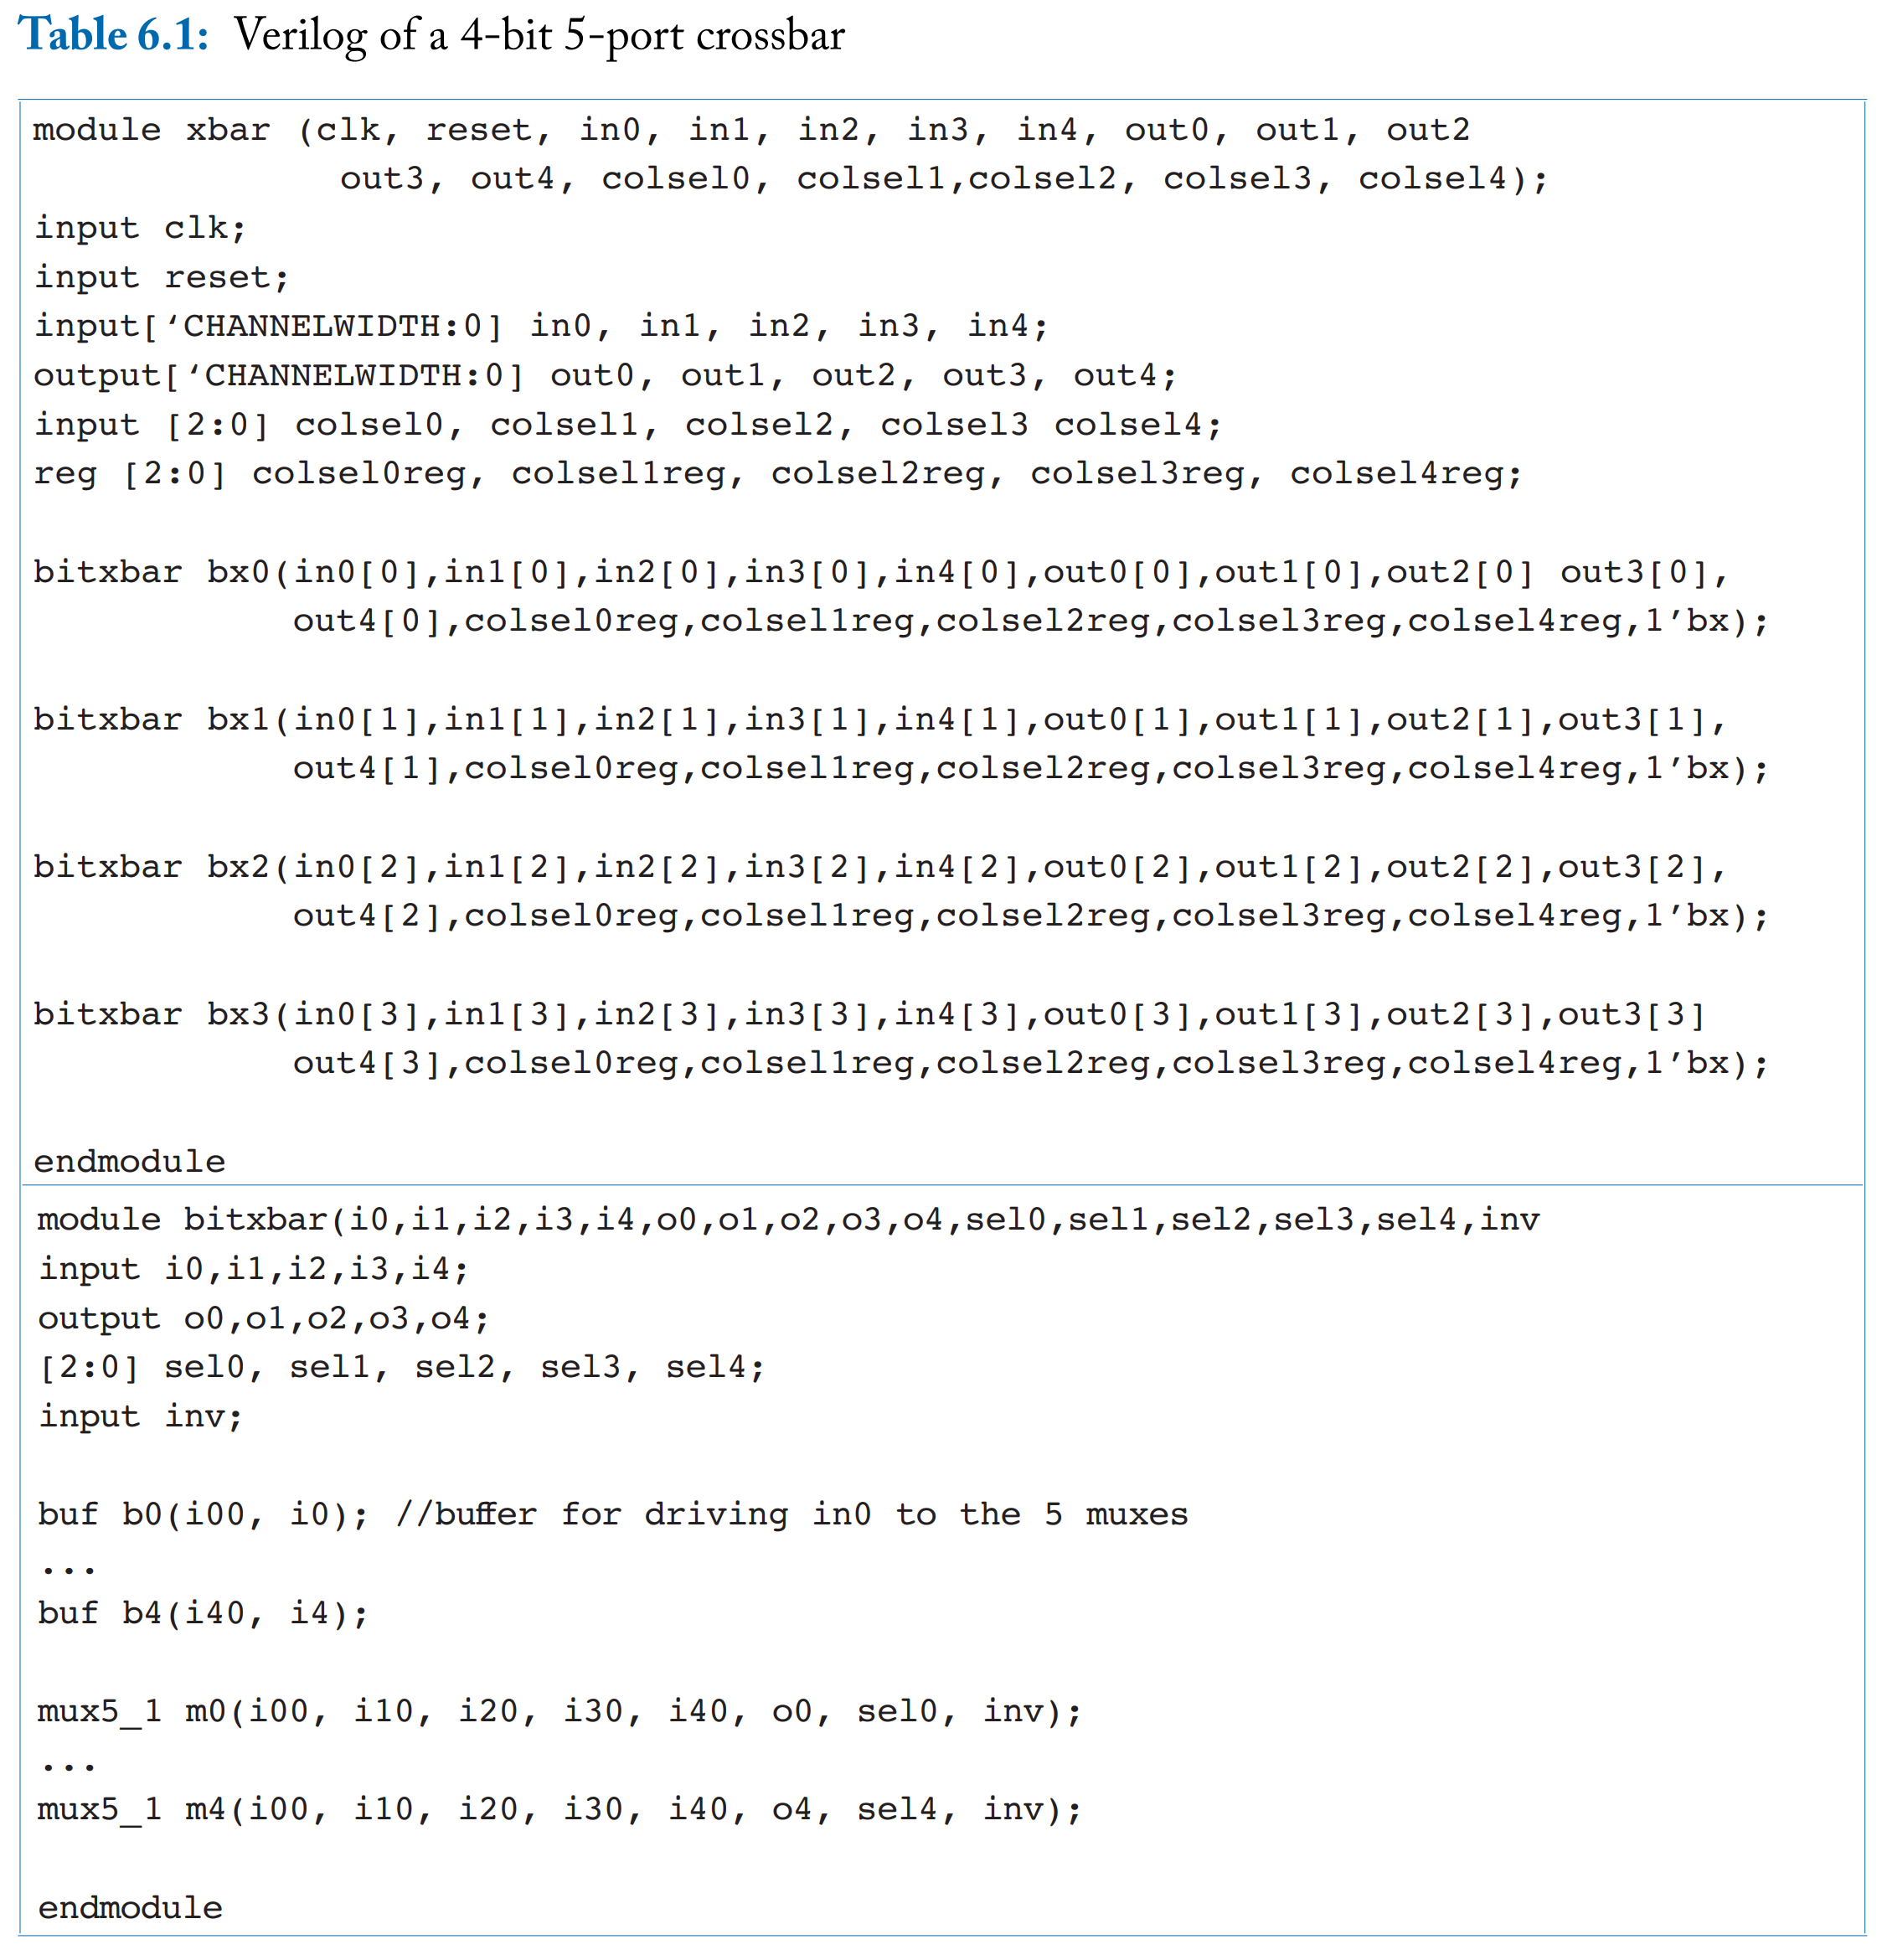 Table 6.1: Verilog of a 4-bit 5-port crossbar
module xbar (clk, reset, in0, in1, in2, in3, in4, out0, out1, out2
out3, out4, colsel0, colsel1,colsel2, colsel3, colsel4);
input clk;
input reset;
input[‘CHANNELWIDTH:0] in0, in1, in2, in3, in4;
output[‘CHANNELWIDTH:0] out0, out1, out2, out3, out4;
input [2:0] colsel0, colsel1, colsel2, colsel3 colsel4;
reg [2:0] colsel0reg, colsel1reg, colsel2reg, colsel3reg, colsel4reg;
bitxbar bx0(in0[0],in1[0],in2[0],in3[0],in4[0],out0[0],out1[0],out2[0] out3[0],
out4[0],colsel0reg,colsel1reg,colsel2reg,colsel3reg,colsel4reg,1’bx);
bitxbar bx1(in0[1],in1[1],in2[1],in3[1],in4[1],out0[1],out1[1],out2[1],out3[1],
out4[1],colsel0reg,colsel1reg,colsel2reg,colsel3reg,colsel4reg,1’bx);
bitxbar bx2(in0[2],in1[2],in2[2],in3[2],in4[2],out0[2],out1[2],out2[2],out3[2],
out4[2],colsel0reg,colsel1reg,colsel2reg,colsel3reg,colsel4reg,1’bx);
bitxbar bx3(in0[3],in1[3],in2[3],in3[3],in4[3],out0[3],out1[3],out2[3],out3[3]
out4[3],colsel0reg,colsel1reg,colsel2reg,colsel3reg,colsel4reg,1’bx);
endmodule
module bitxbar(i0,i1,i2,i3,i4,o0,o1,o2,o3,o4,sel0,sel1,sel2,sel3,sel4,inv
input i0,i1,i2,i3,i4;
output o0,o1,o2,o3,o4;
[2:0] sel0, sel1, sel2, sel3, sel4;
input inv;
buf b0(i00, i0); //buffer for driving in0 to the 5 muxes
...
buf b4(i40, i4);
mux5_1 m0(i00, i10, i20, i30, i40, o0, sel0, inv);
...
mux5_1 m4(i00, i10, i20, i30, i40, o4, sel4, inv);
endmodule